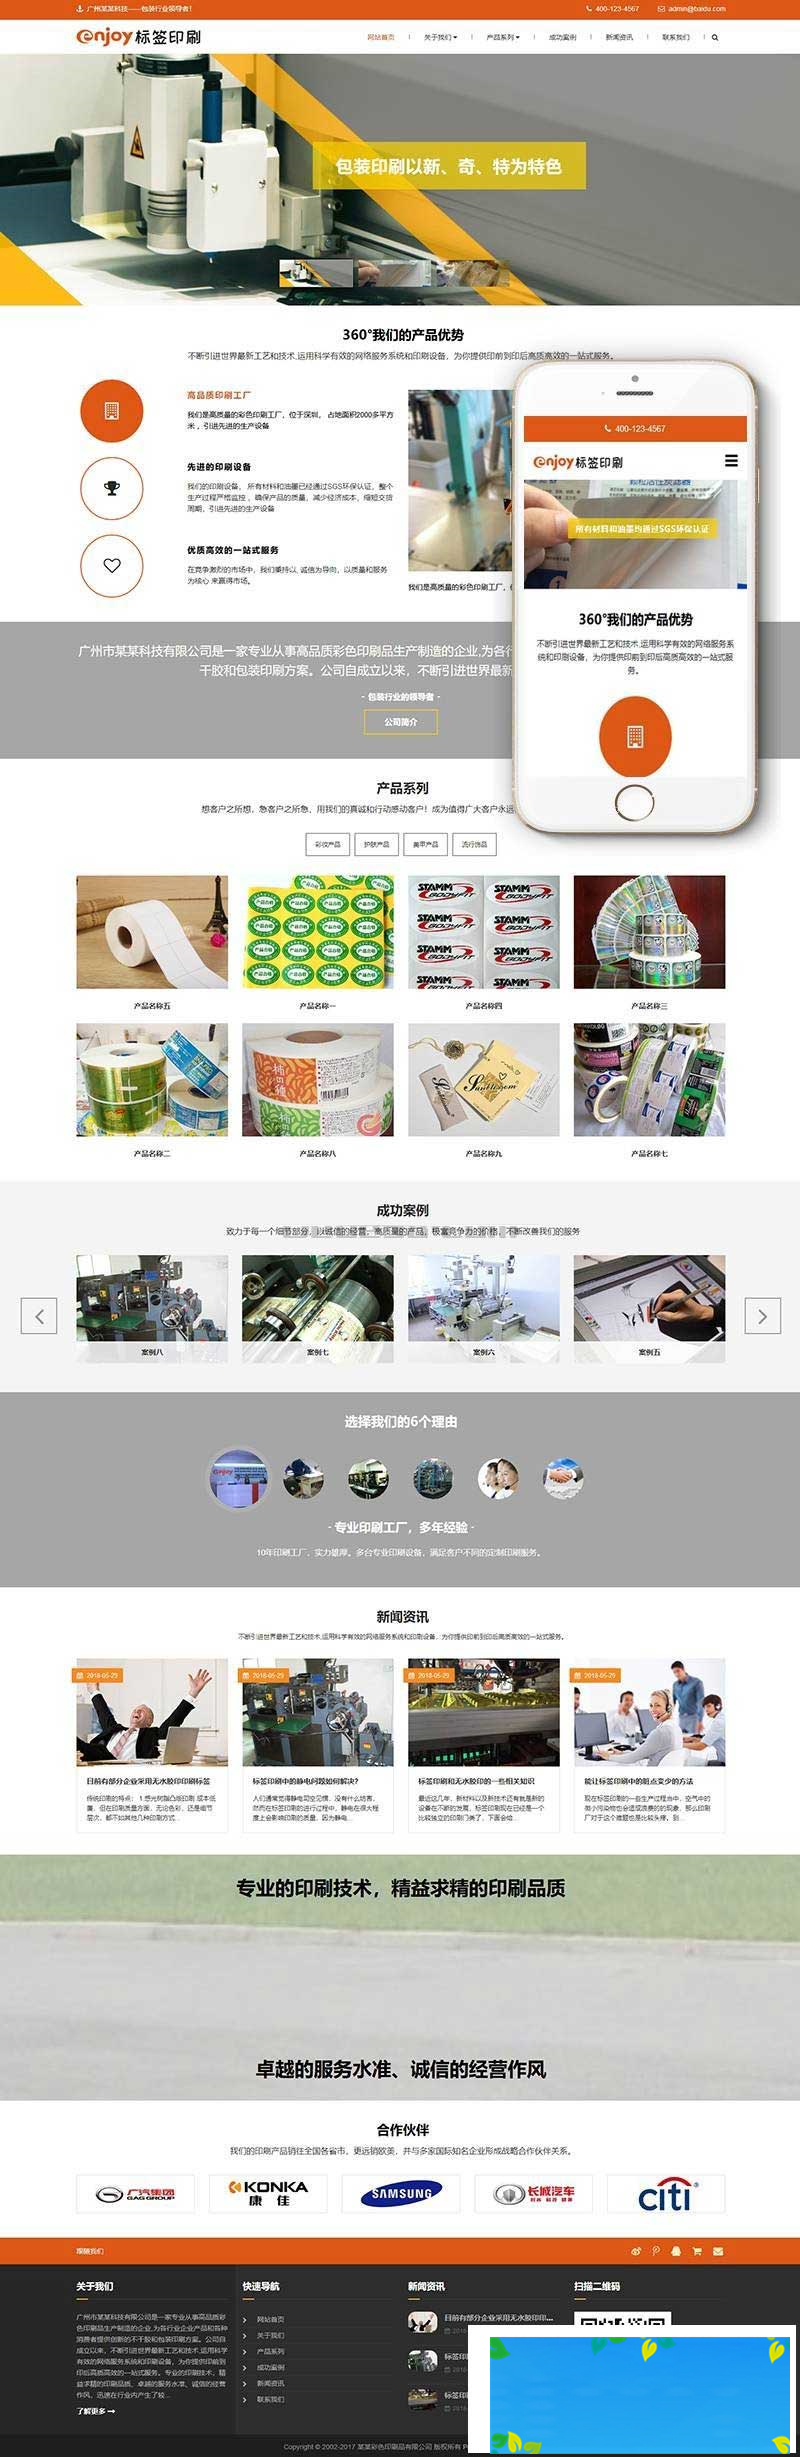 广州某某科技——包装行业领导者！
400-123-4567
admin@baidu.com
enjoy标签印刷
网站首页
关于我们
产品系列
成功案例
新闻资讯
联系我们
包装印刷以新、奇、特为特色
360°我们的产品优势
不断引进世界最新工艺和技术,运用科学有效的网络服务系统和印刷设备，为你提供印前到印后高质高效的一站式服务。
高品质印刷工厂
我们是高质量的彩色印刷工厂，位于深圳， 占地面积2000多平方
米 ，引进先进的生产设备
先进的印刷设备
我们的印刷设备， 所有材料和油墨已经通过SGS环保认证，整个
生产过程严格监控 ，确保产品的质量，减少经济成本，缩短交货
周期，引进先进的生产设备
优质高效的一站式服务
在竞争激烈的市场中，我们秉持以, 诚信为导向，以质量和服务
为核心 来赢得市场。
我们是高质量的彩色印刷工厂，
400-123-4567
enjoy标签印刷
所有材料和油墨均通过SGS环保认证
360°我们的产品优势
不断引进世界最新工艺和技术,运用科学有效的网络服务系
统和印刷设备，为你提供印前到印后高质高效的一站式服
务。
广州市某某科技有限公司是一家专业从事高品质彩色印刷品生产制造的企业,为各行
干胶和包装印刷方案。公司自成立以来，不断引进世界最新
- 包装行业的领导者 -
公司简介
产品系列
想客户之所想，急客户之所急，用我们的真诚和行动感动客户！成为值得广大客户永远
彩妆产品
护肤产品
美甲产品
流行饰品
STAMM
BODYFIT
产品名称五
产品名称一
产品名称四
产品名称三
产品名称二
产品名称八
产品名称九
产品名称七
成功案例
致力于每一个细节部分，以诚信的经营，高质量的产品，极富竞争力的价格，不断改善我们的服务
案例八
案例七
案例六
案例五
选择我们的6个理由
- 专业印刷工厂，多年经验 -
10年印刷工厂，实力雄厚。多台专业印刷设备，满足客户不同的定制印刷服务。
新闻资讯
不断引进世界最新工艺和技术,运用科学有效的网络服务系统和印刷设备，为你提供印前到印后高质高效的一站式服务。
2018-05-29
2018-05-29
2018-05-29
2018-05-29
目前有部分企业采用无水胶印印刷标签
传统印刷的特点： 1.感光树脂凸版印刷 成本低
廉，但在印刷质量方面，无论色彩，还是细节
层次，都不如其他几种印刷方式...
标签印刷中的静电问题如何解决?
人们通常觉得静电司空见惯，没有什么妨害，
然而在标签印刷的进行过程中，静电在很大程
度上会影响印刷的质量，因为静电...
标签印刷和无水胶印的一些相关知识
最近这几年，新材料以及新技术还有就是新的
设备在不断的发展，标签印刷现在已经是一个
比较独立的印刷门类了，下面会给...
能让标签印刷中的脏点变少的方法
现在标签印刷的一些生产过程当中，空气中的
微小污染物也会造成浪费的的现象，那么印刷
厂对于这个难题也是比较头疼，到...
专业的印刷技术，精益求精的印刷品质
卓越的服务水准、诚信的经营作风
合作伙伴
我们的印刷产品销往全国各省市，更远销欧美，并与多家国际知名企业形成战略合作伙伴关系。
广汽集团
GAG GROUP
KONKA
康佳
SAMSUNG
长城汽车
citi
跟随我们
关于我们
广州市某某科技有限公司是一家专业从事高品质彩
色印刷品生产制造的企业,为各行业企业产品和各种
消费者提供创新的不干胶和包装印刷方案。公司自
成立以来，不断引进世界最新工艺和技术,运用科学
有效的网络服务系统和印刷设备，为你提供印前到
印后高质高效的一站式服务。专业的印刷技术，精
益求精的印刷品质，卓越的服务水准、诚信的经营
作风，迅速在行业内产生了较...
了解更多
快速导航
网站首页
关于我们
产品系列
成功案例
新闻资讯
联系我们
新闻资讯
目前有部分企业采用无水胶印印...
标签印
标签印
扫描二维码
Copyright © 2002-2017 某某彩色印刷品有限公司 版权所有